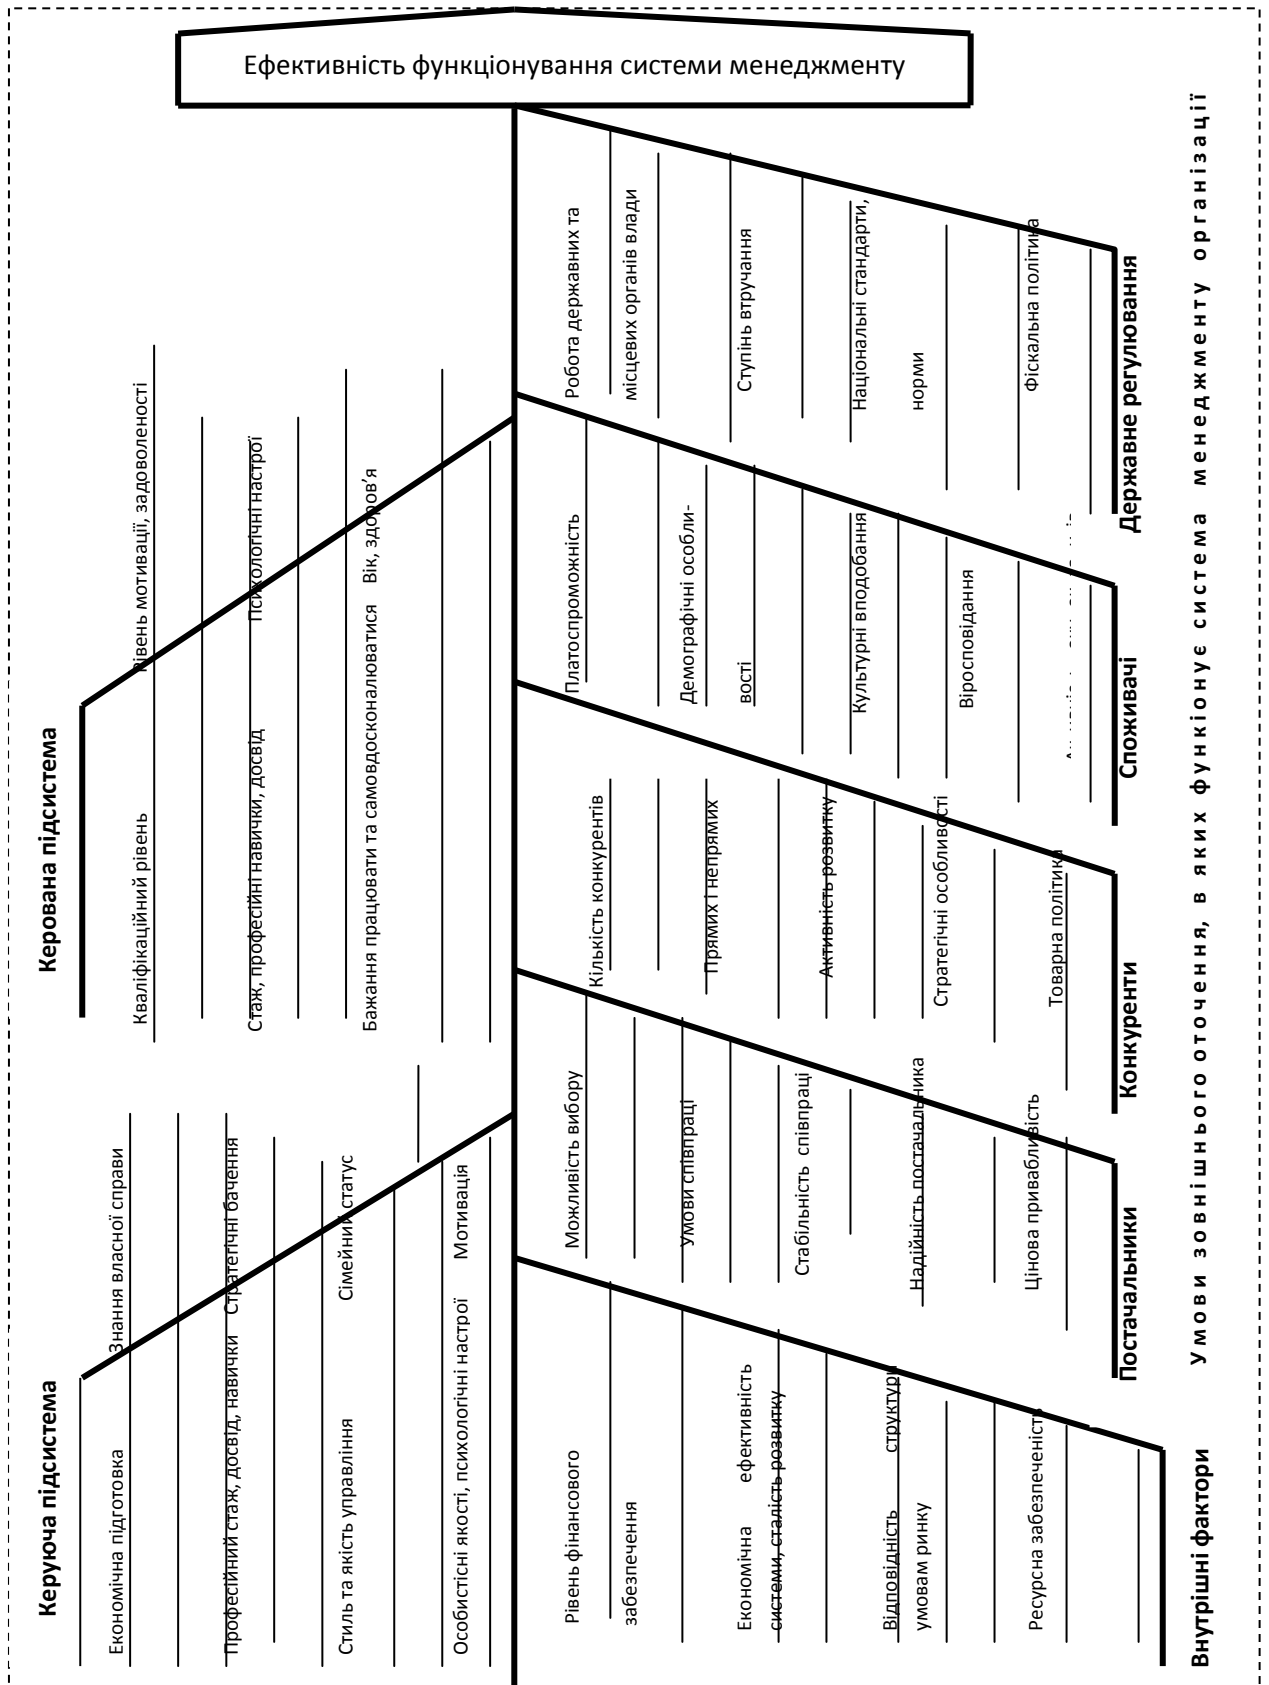 Ефективність функціонування системи менеджменту
Керована підсистема
Кваліфікаційний рівень
Рівень мотивації, задоволеності
Стаж, професійні навички, досвід
Психологічні настрої
Бажання працювати та самовдосконалюватися
Вік, здоров’я
Керуюча підсистема
Економічна підготовка
Знання власної справи
Професійний стаж, досвід, навички
Стратегічні бачення
Стиль та якість управління
Сімейний статус
Особистісні якості, психологічні настрої
Мотивація
Робота державних та
місцевих органів влади
Ступінь втручання
Національні стандарти,
норми
Фіскальна політика
Державне регулювання
Платоспроможність
Демографічні особли-
вості
Культурні вподобання
Віросповідання
Споживачі
Кількість конкурентів
Прямих і непрямих
Активність розвитку
Стратегічні особливості
Товарна політика
Конкуренти
Можливість вибору
Умови співпраці
Стабільність співпраці
Надійність постачальника
Цінова привабливість
Постачальники
Рівень фінансового
забезпечення
Економічна ефективність
системи, сталість розвитку
Відповідність структури
умовам ринку
Ресурсна забезпеченість
Внутрішні фактори
Умови зовнішнього оточення, в яких функціонує система менеджменту організації